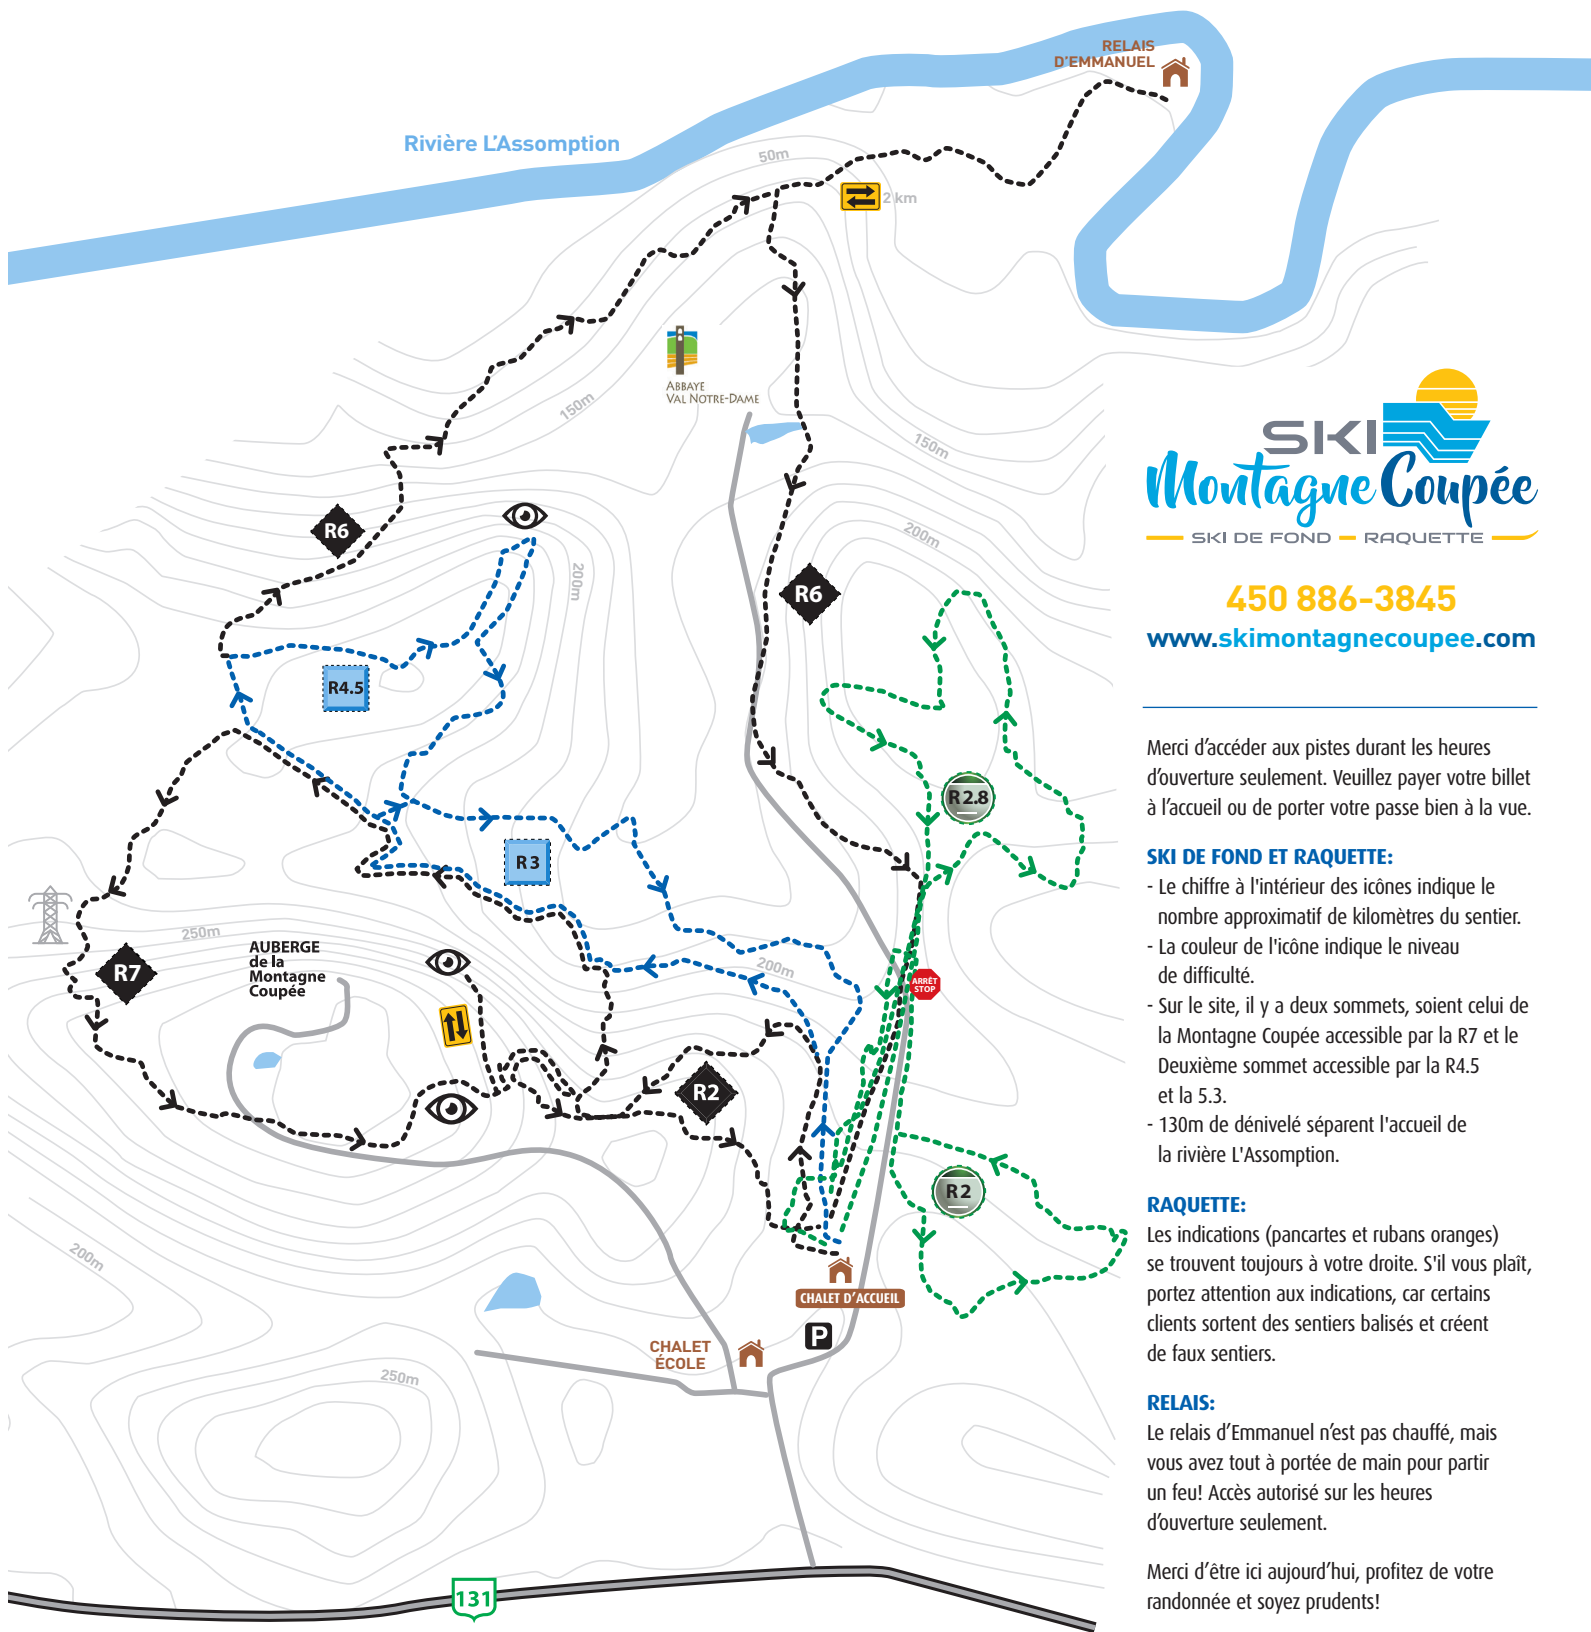 RELAIS
D'EMMANUEL
Rivière L'Assomption
50m
2 km
ABBAYE
VAL NOTRE-DAME
150m
150m
200m
200m
R6
R6
R4.5
R 2.8
R 3
250m
AUBERGE
de la
Montagne
Coupée
R7
200m
ARRÊT
STOP
R2
R 2
200m
CHALET D'ACCUEIL
P
CHALET
ÉCOLE
250m
131
SKI
Montagne Coupée
SKI DE FOND – RAQUETTE
450 886-3845
www.skimontagnecoupee.com
Merci d'accéder aux pistes durant les heures
d'ouverture seulement. Veuillez payer votre billet
à l'accueil ou de porter votre passe bien à la vue.
SKI DE FOND ET RAQUETTE:
- Le chiffre à l'intérieur des icônes indique le
nombre approximatif de kilomètres du sentier.
- La couleur de l'icône indique le niveau
de difficulté.
- Sur le site, il y a deux sommets, soient celui de
la Montagne Coupée accessible par la R7 et le
Deuxième sommet accessible par la R4.5
et la 5.3.
- 130m de dénivelé séparent l'accueil de
la rivière L'Assomption.
RAQUETTE:
Les indications (pancartes et rubans oranges)
se trouvent toujours à votre droite. S'il vous plaît,
portez attention aux indications, car certains
clients sortent des sentiers balisés et créent
de faux sentiers.
RELAIS:
Le relais d'Emmanuel n'est pas chauffé, mais
vous avez tout à portée de main pour partir
un feu! Accès autorisé sur les heures
d'ouverture seulement.
Merci d'être ici aujourd'hui, profitez de votre
randonnée et soyez prudents!